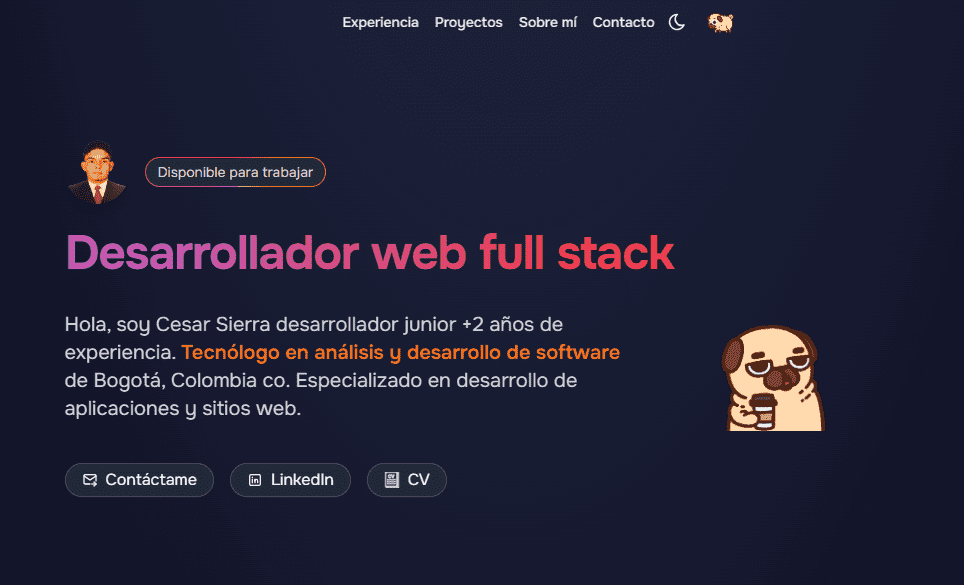 Experiencia Proyectos Sobre mí Contacto
Disponible para trabajar
Desarrollador web full stack
Hola, soy Cesar Sierra desarrollador junior +2 años de
experiencia. Tecnólogo en análisis y desarrollo de software
de Bogotá, Colombia co. Especializado en desarrollo de
aplicaciones y sitios web.
Contáctame LinkedIn CV